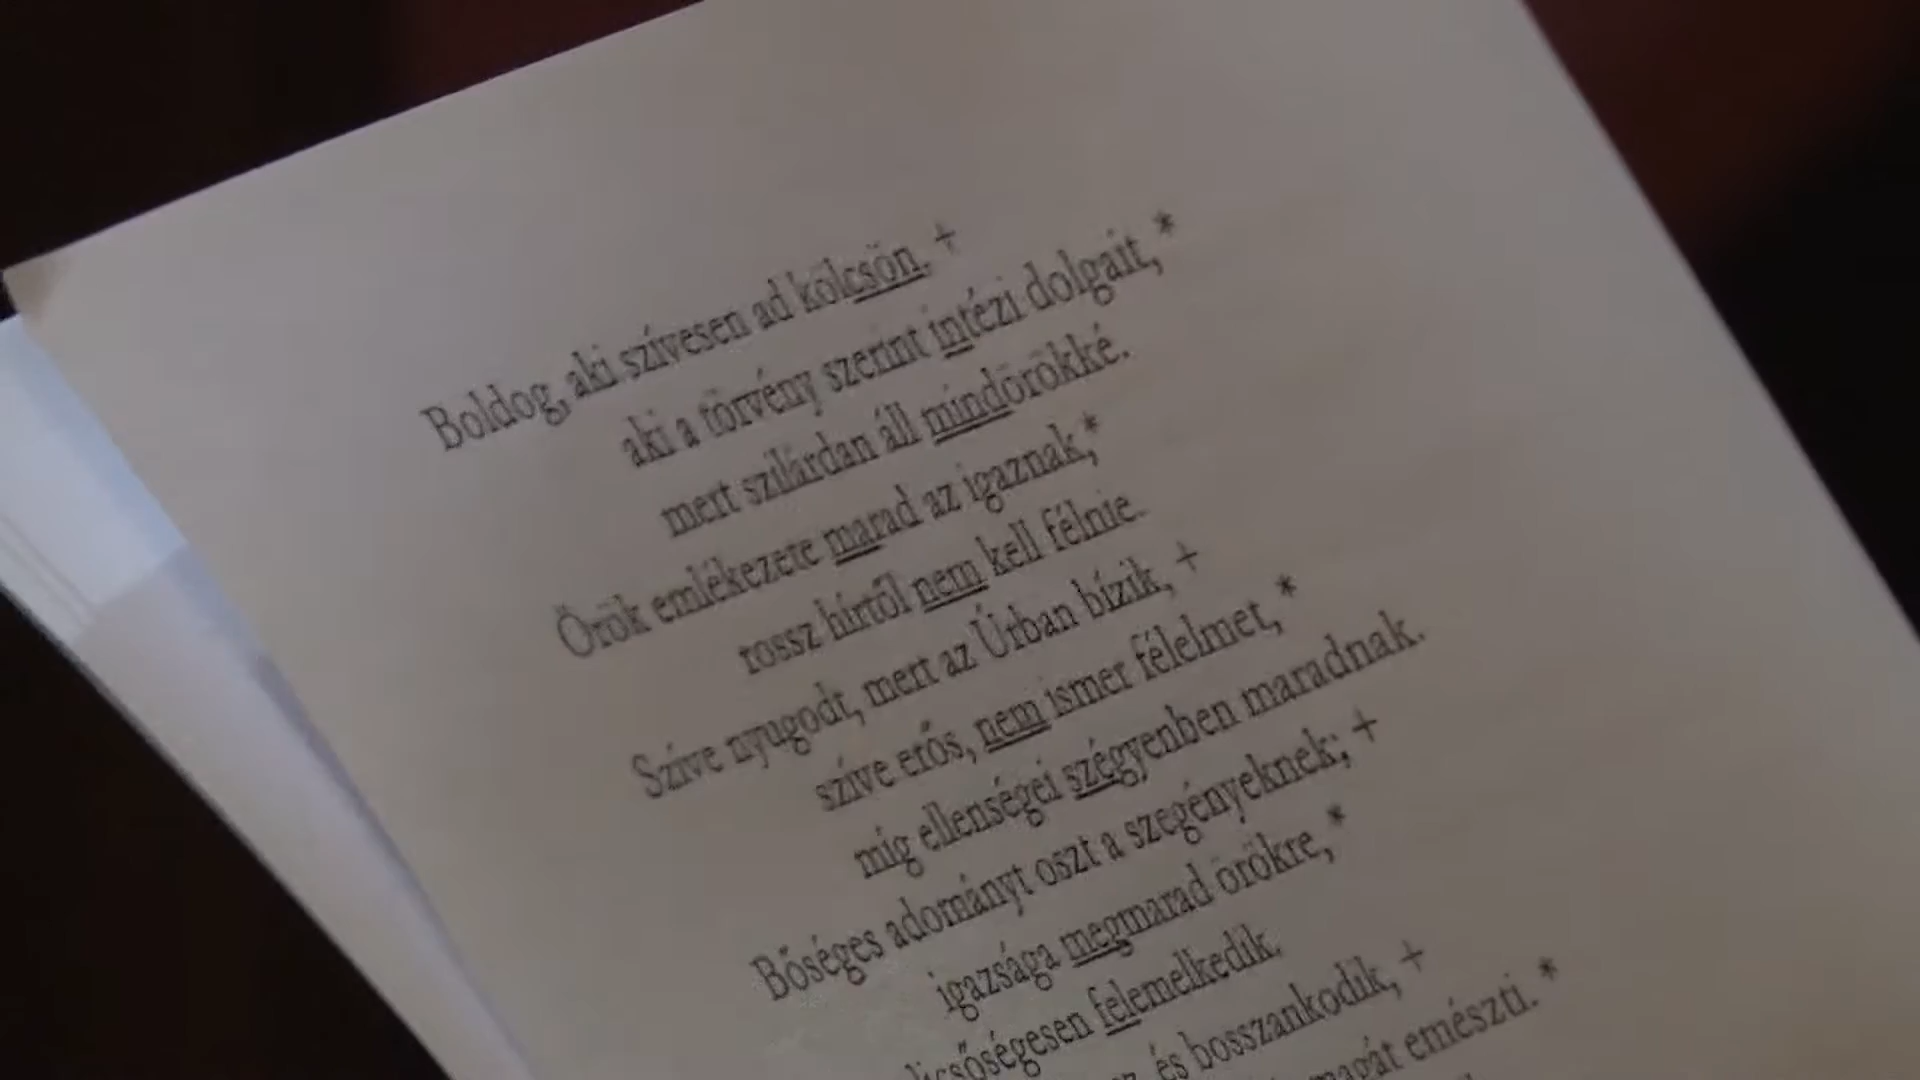 Boldog, aki szívesen ad kölcsön. +
aki a törvény szerint intézi dolgait, *
mert szilárdan áll mindörökké.
Örök emlékezete marad az igaznak,*
rossz hírtől nem kell félnie.
Szíve nyugodt, mert az Úrban bízik, +
szíve erős, nem ismer félelmet, *
míg ellenségei szégyenben maradnak.
Bőséges adományt oszt a szegényeknek; +
igazsága megmarad örökre,*
felemelkedik.
és bosszankodik, +
magát emészti. *